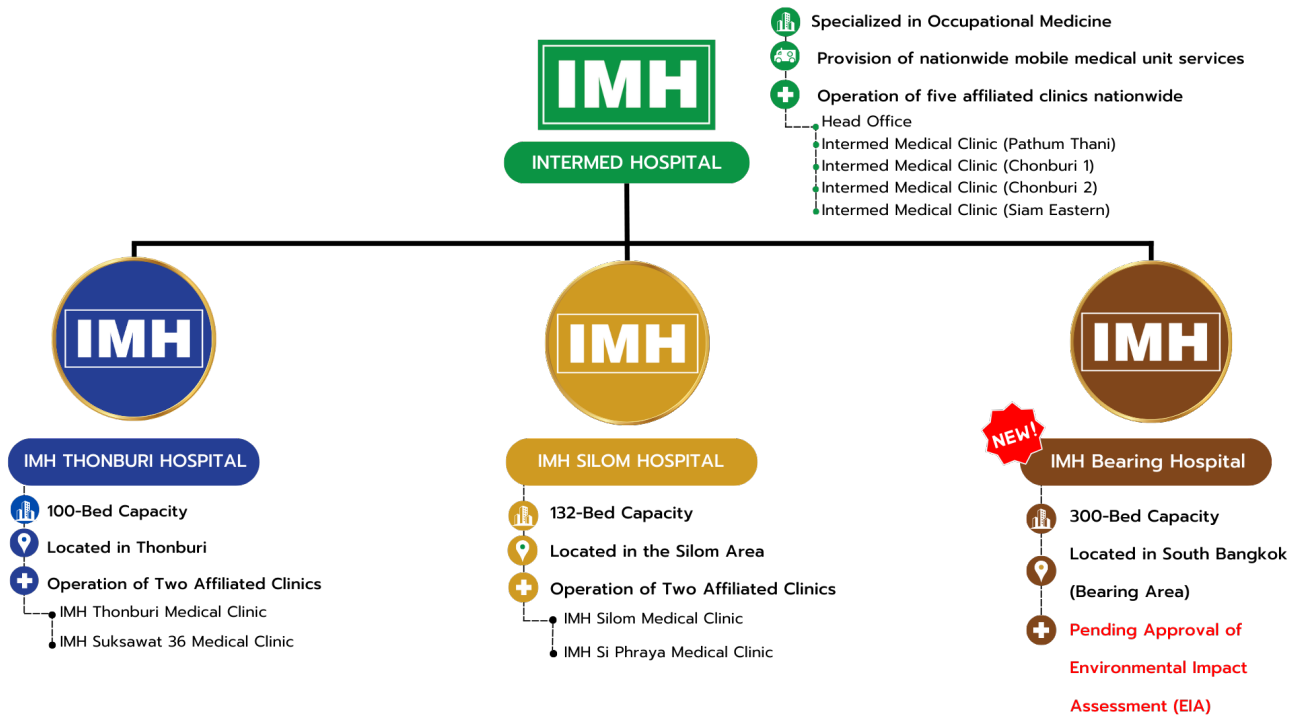 IMH
INTERMED HOSPITAL
Specialized in Occupational Medicine
Provision of nationwide mobile medical unit services
Operation of five affiliated clinics nationwide
Head Office
Intermed Medical Clinic (Pathum Thani)
Intermed Medical Clinic (Chonburi 1)
Intermed Medical Clinic (Chonburi 2)
Intermed Medical Clinic (Siam Eastern)
IMH
IMH THONBURI HOSPITAL
100-Bed Capacity
Located in Thonburi
Operation of Two Affiliated Clinics
IMH Thonburi Medical Clinic
IMH Suksawat 36 Medical Clinic
IMH
IMH SILOM HOSPITAL
132-Bed Capacity
Located in the Silom Area
Operation of Two Affiliated Clinics
IMH Silom Medical Clinic
IMH Si Phraya Medical Clinic
IMH
NEW!
IMH Bearing Hospital
300-Bed Capacity
Located in South Bangkok
(Bearing Area)
Pending Approval of
Environmental Impact
Assessment (EIA)